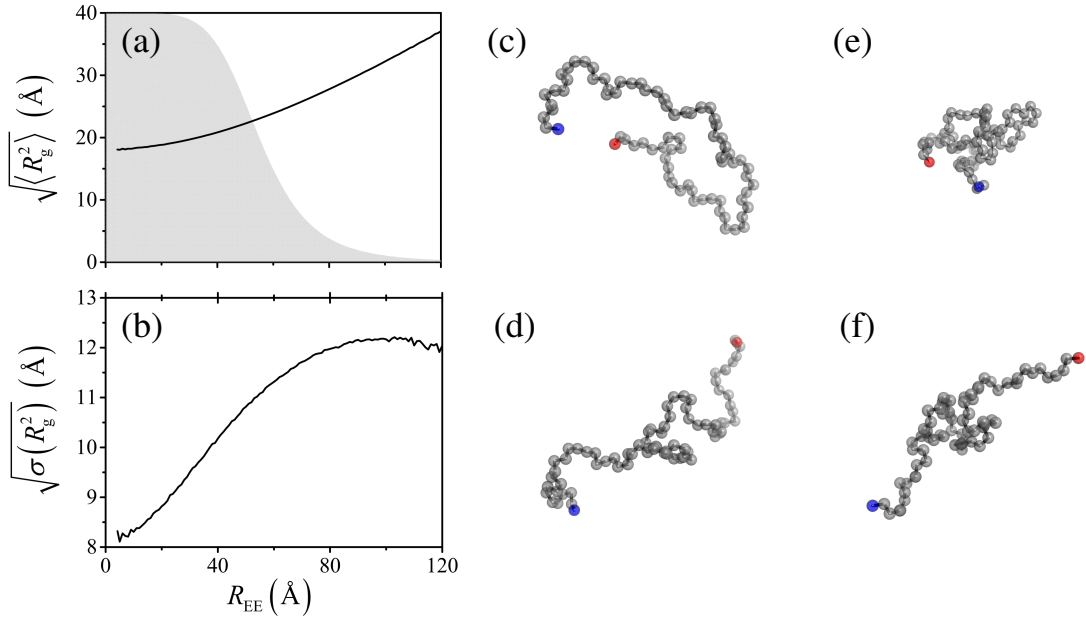 (a)
40
30
20
10
0
√⟨R_g^2⟩ (Å)
(b)
13
12
11
10
9
8
√σ(R_g^2) (Å)
0 40 80 120
R_EE (Å)
(c)
(e)
(d)
(f)